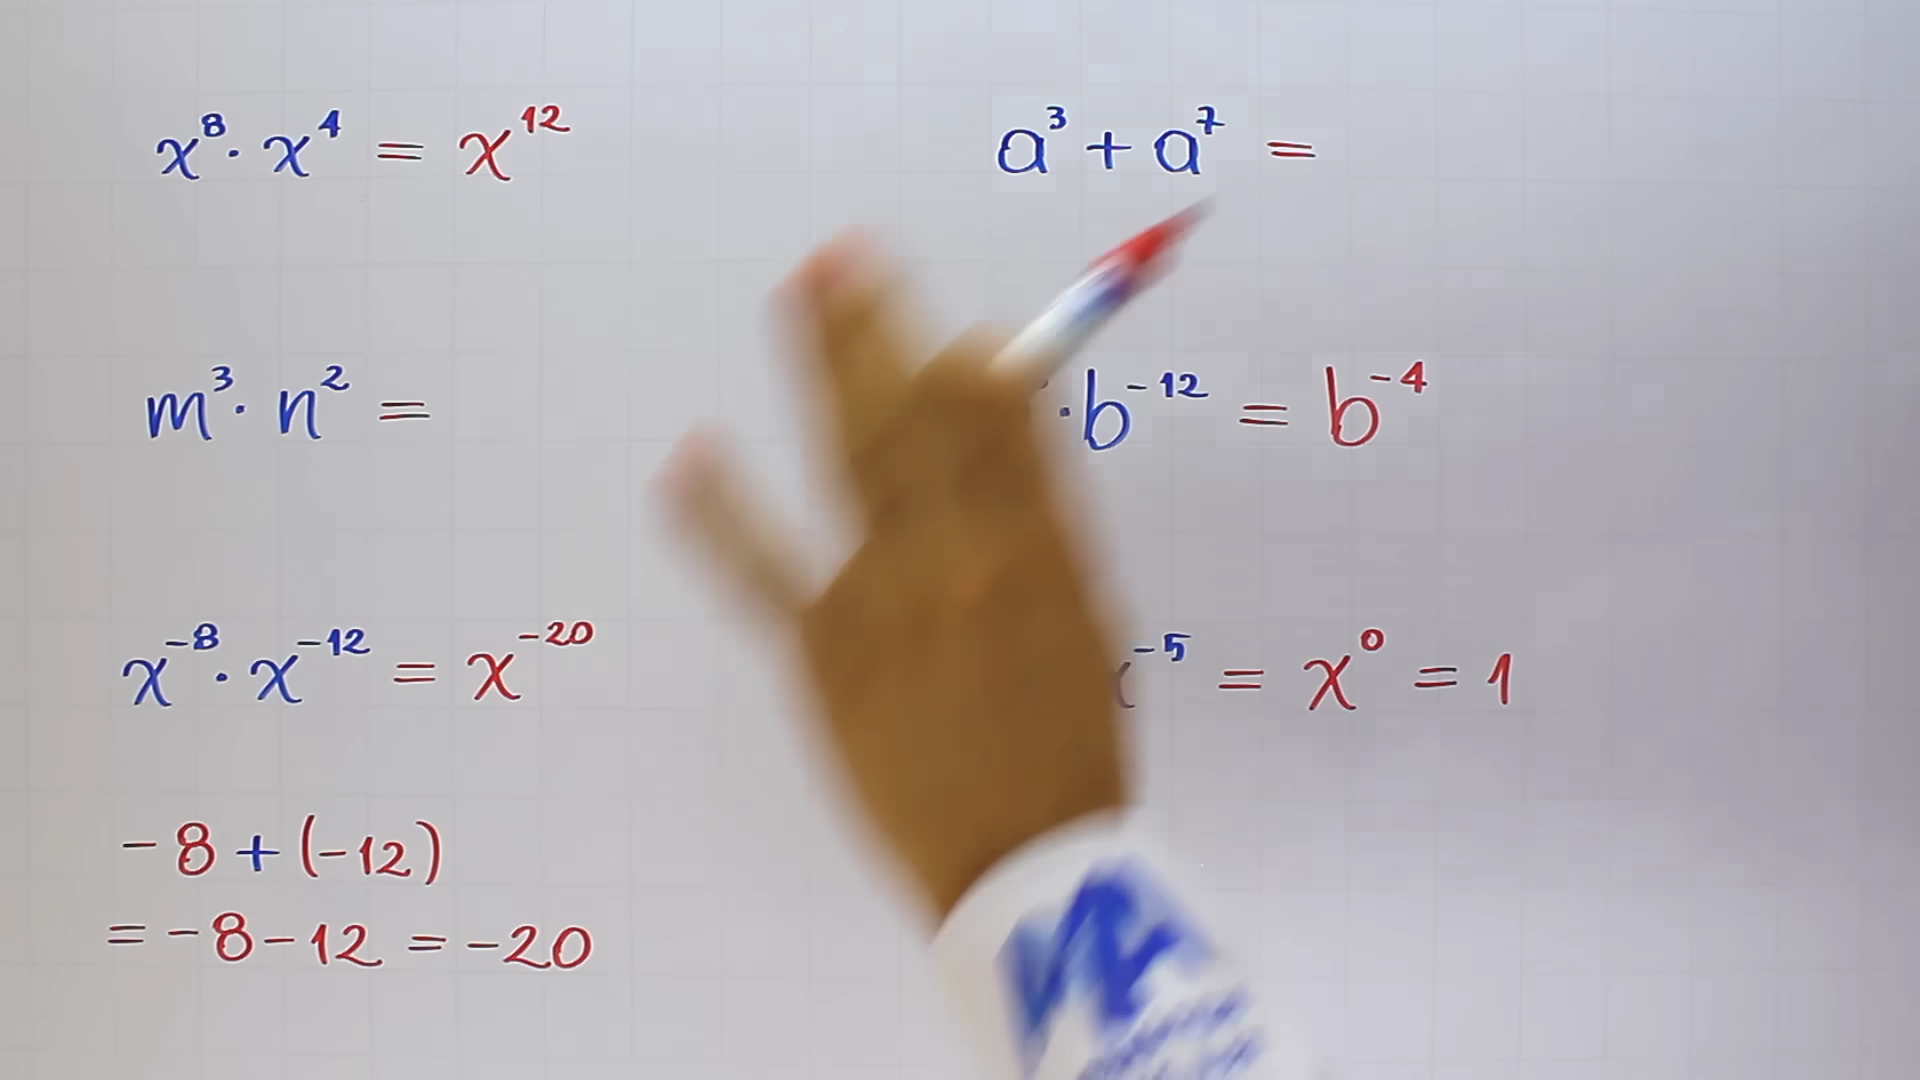 x⁸ · x⁴ = x¹²
a³ + a⁷ =
m³ · n² =
· b⁻¹² = b⁻⁴
x⁻⁸ · x⁻¹² = x⁻²⁰
x⁻⁵ = x⁰ = 1
-8 + (-12)
= -8 - 12 = -20